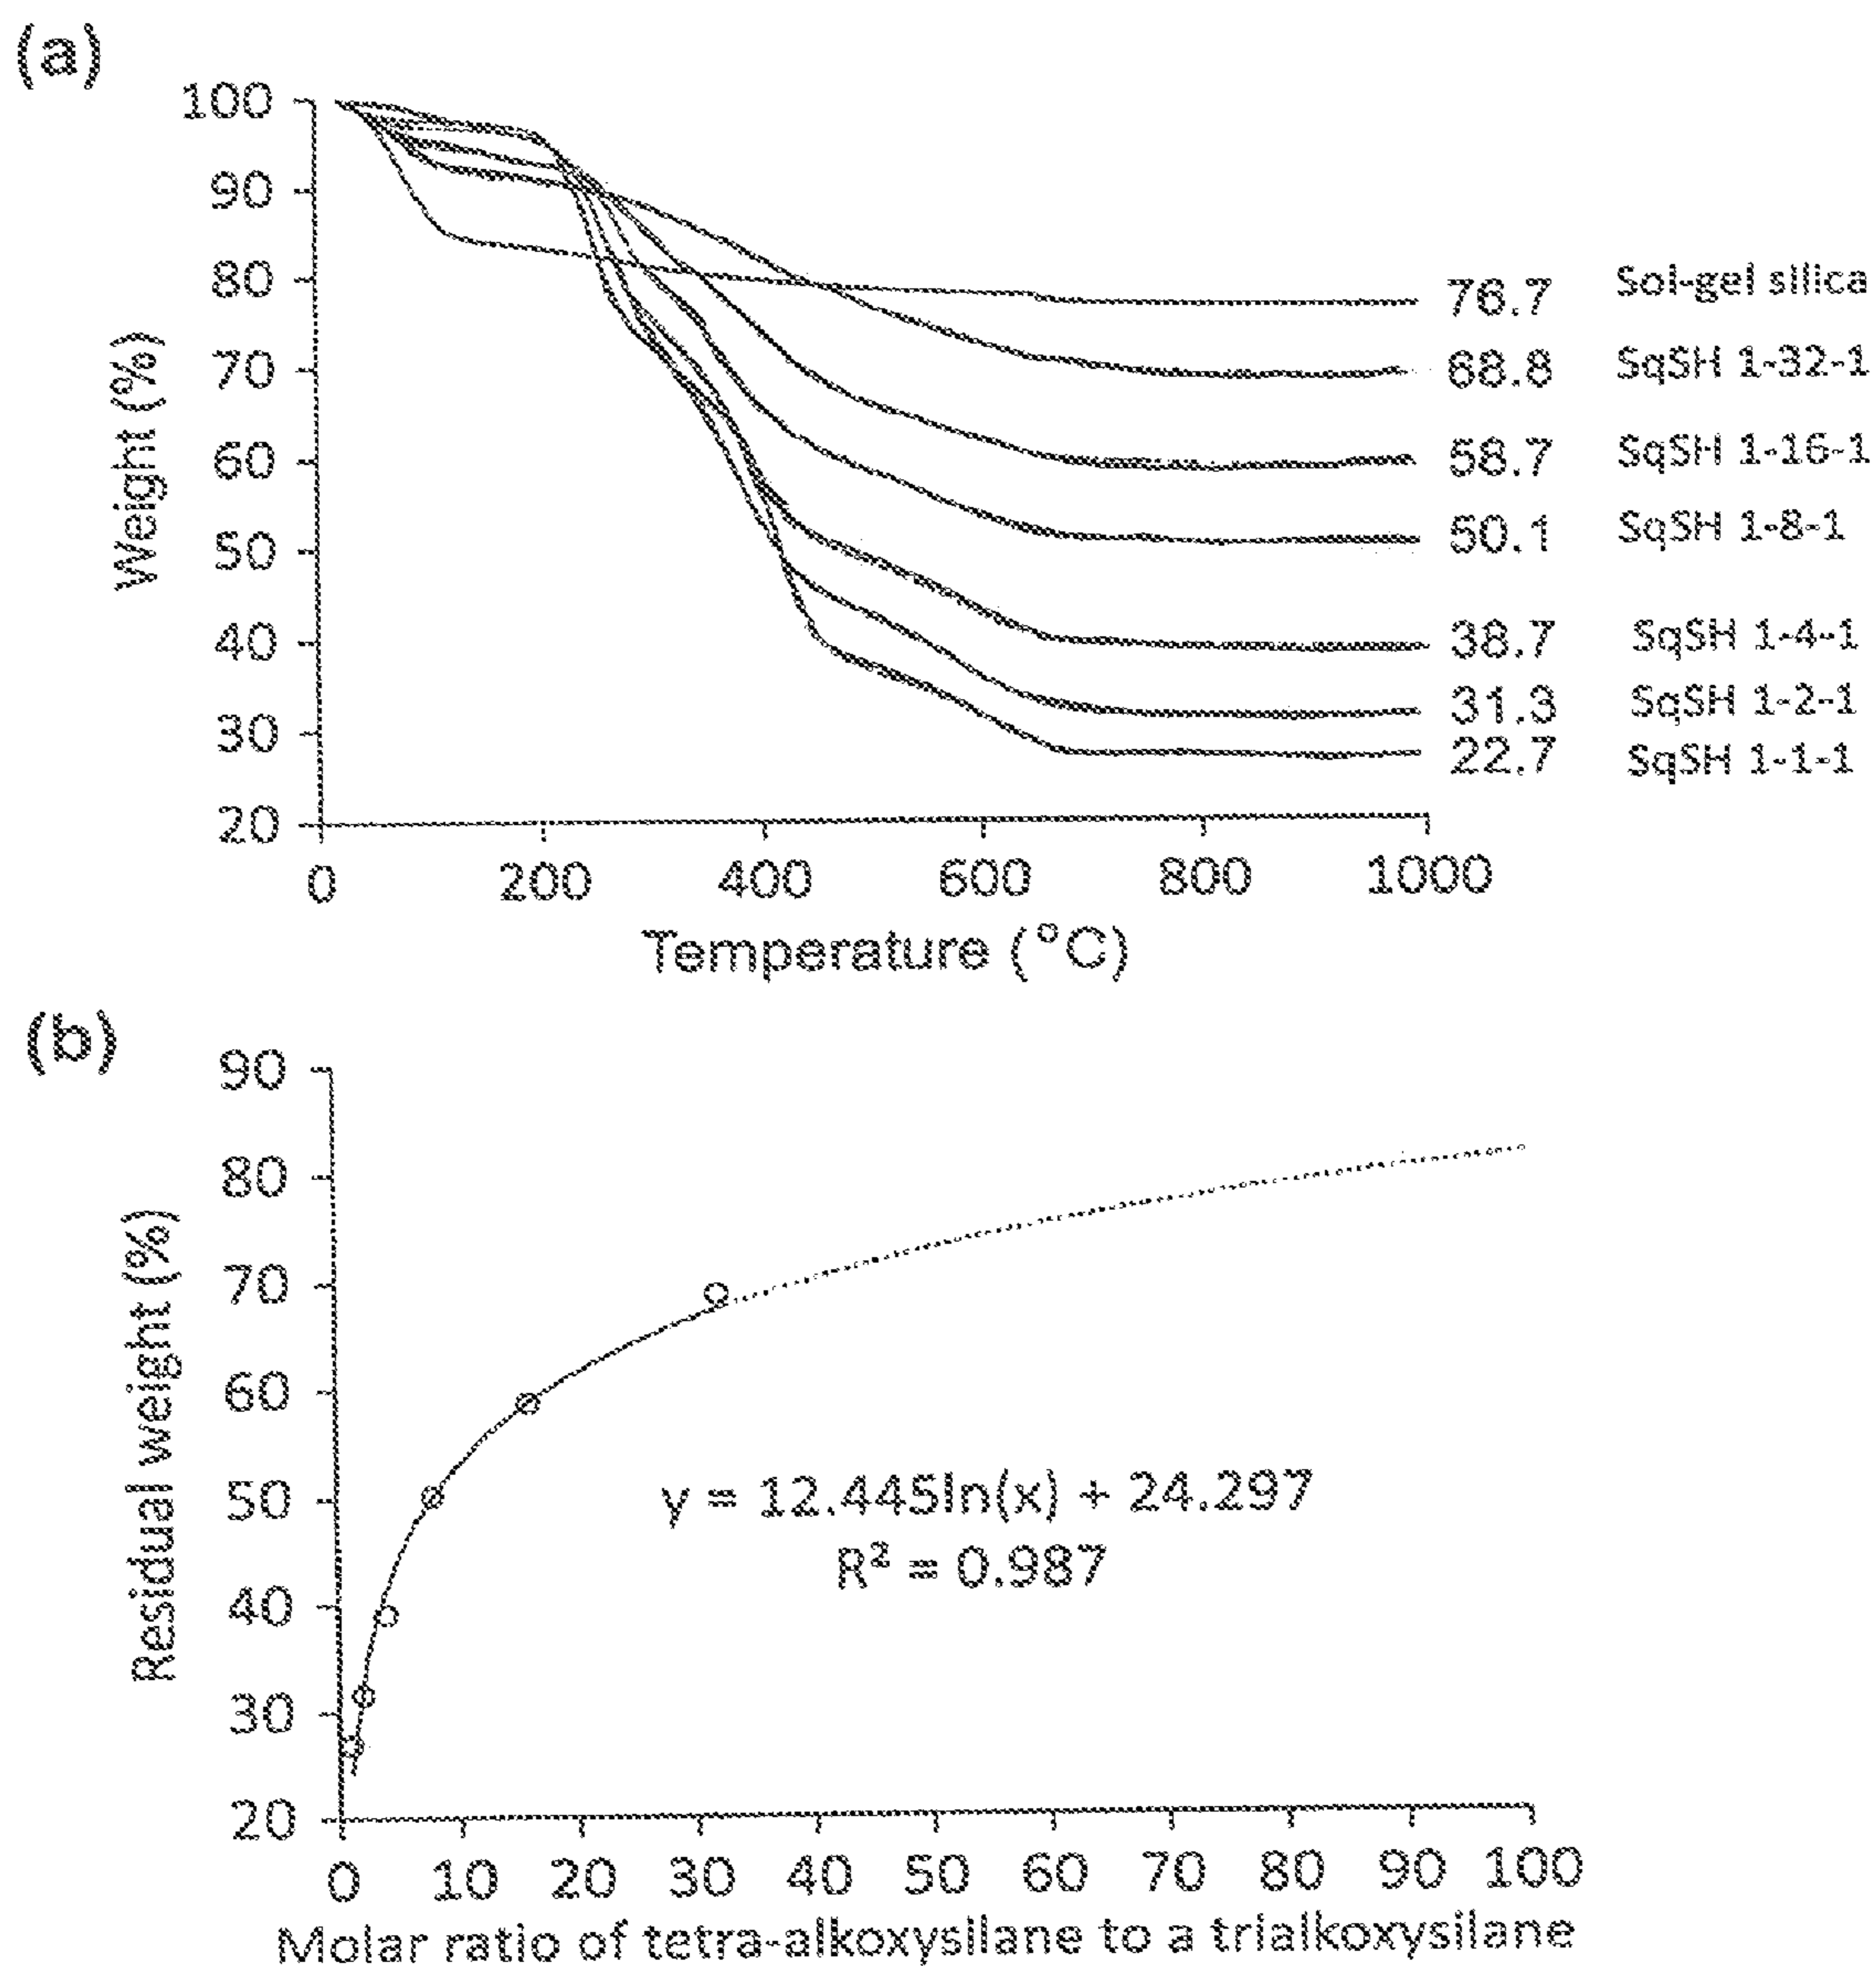 (a)
100
90
80
70
60
50
40
30
20
Weight (%)
76.7 Sol-gel silica
68.8 SqSH 1-32-1
58.7 SqSH 1-16-1
50.1 SqSH 1-8-1
38.7 SqSH 1-4-1
31.3 SqSH 1-2-1
22.7 SqSH 1-1-1
0 200 400 600 800 1000
Temperature (°C)
(b)
90
80
70
60
50
40
30
20
Residual weight (%)
y = 12.445ln(x) + 24.297
R² = 0.987
0 10 20 30 40 50 60 70 80 90 100
Molar ratio of tetra-alkoxysilane to a trialkoxysilane